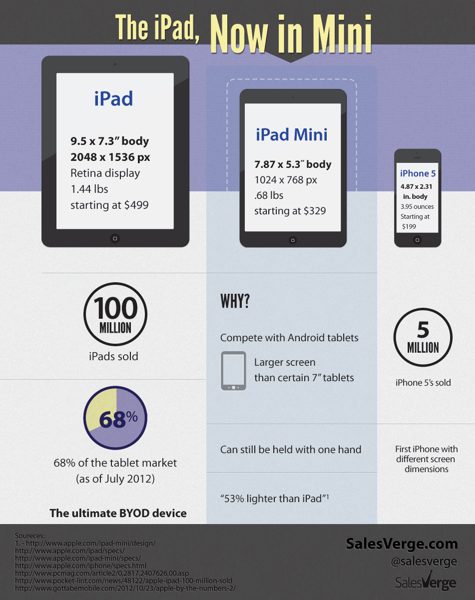 The iPad, Now in Mini
iPad
9.5 x 7.3" body
2048 x 1536 px
Retina display
1.44 lbs
starting at $499
iPad Mini
7.87 x 5.3" body
1024 x 768 px
.68 lbs
starting at $329
iPhone 5
4.87 x 2.31
in. body
3.95 ounces
Starting at
$199
100
MILLION
iPads sold
68%
68% of the tablet market
(as of July 2012)
The ultimate BYOD device
WHY?
Compete with Android tablets
Larger screen
than certain 7" tablets
Can still be held with one hand
"53% lighter than iPad"1
5
MILLION
iPhone 5's sold
First iPhone with
different screen
dimensions
Soureces:
1. - http://www.apple.com/ipad-mini/design/
http://www.apple.com/ipad/specs/
http://www.apple.com/ipad-mini/specs/
http://www.apple.com/iphone/specs.html
http://www.pcmag.com/article2/0,2817,2407626,00.asp
http://www.pocket-lint.com/news/48122/apple-ipad-100-million-sold
http://www.gottabemobile.com/2012/10/23/apple-by-the-numbers-2/
SalesVerge.com
@salesverge
SalesVerge